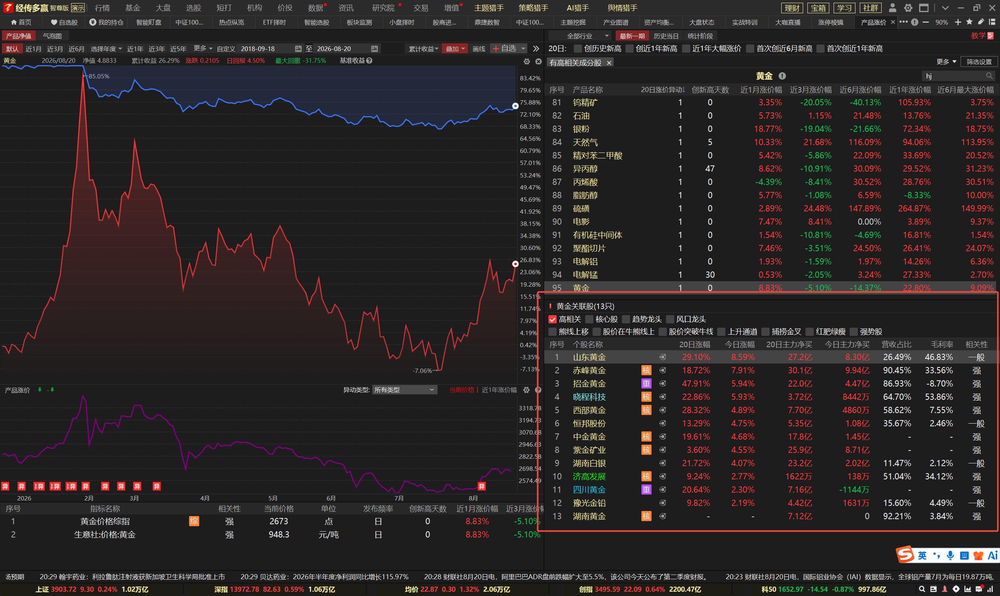 经传多赢 智尊版 演示 行情 基金 大盘 选股 短打 机构 价投 数据 资讯 研究院 交易 增值 主题猎手 策略猎手 AI猎手 舆情猎手 理财 宝箱 学习 社群
首页 自选股 我的持仓 智能盯盘 中证100... 热点纵览 ETF择时 智能选股 板块监测 小盘择时 股商进... 鼎捷数智 中证100... 主题挖掘 产业图谱 资产均衡... 大盘状态 实战特训 大咖直播 涨停棱镜 产品涨价 90%
产品净值 气泡图
默认 近1月 近3月 近6月 选择年度 近1年 近3年 近5年 更多 自定义 2018-09-18 至 2026-08-20 累计收益 叠加 画线 + 自选
黄金 2026/08/20 净值 4.8833 累计收益 26.29% 涨跌 0.2105 日回报 4.50% 最大回撤 -31.75% 基准收益
85.05%
83.42%
79.65%
75.88%
72.10%
68.33%
64.56%
60.79%
57.01%
53.24%
49.47%
45.69%
41.92%
38.15%
34.38%
30.60%
26.83%
23.06%
19.28%
15.51%
11.74%
7.97%
4.19%
0.42%
-3.35%
-7.13%
-7.06%
产品涨价 - - 异动类型: 所有类型 当前价格 近1年涨价幅
3318.78
3194.73
3070.68
2946.63
2822.58
2698.54
2574.49
异 异 异 异 异 异 异 异 异 异 异
2026 2月 3月 4月 5月 6月 7月 8月
序号 指标名称 相关性 当前价格 单位 发布频率 创新高天数 近1月涨价幅 近3月涨价幅
1 黄金价格综指 综 强 2673 点 日 0 8.83% -5.10%
2 生意社:价格:黄金 强 948.3 元/吨 日 0 8.83% -5.10%
全部行业 最新一期 历史当日 统计阶段 教学
20日: 创历史新高 创近1年新高 近1年大幅涨价 首次创近6月新高 首次创近1年新高
有高相关成分股 更多 筛选设置
黄金 hj
序号 产品名称 20日涨价异动↓ 创新高天数 近1月涨价幅 近3月涨价幅 近6月涨价幅 近1年涨价幅 近6月最大涨价幅
81 钨精矿 1 0 3.35% -20.05% -40.13% 105.93% 3.75%
82 石油 1 0 5.73% 1.15% 21.48% 13.76% 21.35%
83 银粉 1 0 18.77% -19.04% -21.66% 72.34% 18.75%
84 天然气 1 5 10.33% 21.68% 116.09% 94.06% 113.95%
85 精对苯二甲酸 1 0 5.42% -5.86% 22.09% 33.69% 20.52%
86 异丙醇 1 47 8.62% -10.91% 30.09% 29.52% 31.23%
87 丙烯酸 1 0 -4.39% -8.41% 30.52% 28.76% 30.51%
88 脂肪醇 1 0 5.77% -1.08% 6.59% -8.33% 10.00%
89 硫磺 1 0 2.89% 24.48% 147.89% 264.87% 149.99%
90 电影 1 0 7.47% 8.41% 0.00% 3.89% 9.37%
91 有机硅中间体 1 0 1.54% -10.81% -4.69% 16.81% 1.54%
92 聚酯切片 1 0 7.46% -3.51% 24.50% 26.41% 24.07%
93 电解铝 1 0 1.93% -1.59% 1.97% 14.26% 6.36%
94 电解锰 1 30 0.53% -2.05% 3.24% 27.33% 2.70%
95 黄金 1 0 8.83% -5.10% -14.37% 22.80% 9.09%
黄金关联股(13只)
高相关 核心股 趋势龙头 风口龙头
熊线上移 股价在牛熊线上 股价突破牛线 上升通道 捕捞金叉 红肥绿瘦 强势股
序号 个股名称 20日涨幅 今日涨幅 20日主力净买 今日主力净买 营收占比 毛利率 相关性
1 山东黄金 29.10% 8.59% 27.2亿 8.30亿 26.49% 46.83% 一般
2 赤峰黄金 核 18.72% 7.91% 30.1亿 9.94亿 90.45% 33.56% 强
3 招金黄金 重 47.91% 5.94% 22.0亿 4.47亿 86.93% -8.70% 强
4 晓程科技 核 22.86% 5.93% 3.72亿 8442万 64.70% 53.86% 强
5 西部黄金 核 28.32% 4.89% 7.70亿 4860万 58.62% 7.55% 强
6 恒邦股份 13.29% 4.75% 5.35亿 1.08亿 35.67% 2.46% 一般
7 中金黄金 核 19.61% 4.68% 17.8亿 1.45亿 - - 强
8 紫金矿业 核 3.60% 4.55% 25.9亿 8.71亿 - - 强
9 湖南白银 21.72% 4.07% 23.2亿 2.02亿 11.47% 2.12% 一般
10 济高发展 核 9.24% 2.77% 1622万 138万 51.04% 34.12% 强
11 四川黄金 重 20.64% 2.30% 7.16亿 -1144万 - - 强
12 豫光金铅 9.82% 2.19% 4.42亿 1631万 15.60% 4.49% 一般
13 湖南黄金 核 - - 7.12亿 0 92.21% 3.84% 强
英 Ai
场预期 20:29 翰宇药业：利拉鲁肽注射液获新加坡卫生科学局批准上市 20:29 贝达药业：2026年半年度净利润同比增长115.97% 20:28 财联社8月20日电，阿里巴巴ADR盘前跌幅扩大至5.5%，该公司今天公布了第二季度财报。 20:23 财联社8月20日电，国际铝业协会（IAI）数据显示，全球铝产量7月为每日19.87万吨,
上证 3903.72 9.30 0.24% 1.02万亿 深指 13972.78 82.63 0.59% 1.06万亿 均价 22.87 0.30 1.32% 2.06万亿 创指 3495.59 22.09 0.64% 2200.47亿 科50 1652.97 -14.54 -0.87% 997.86亿